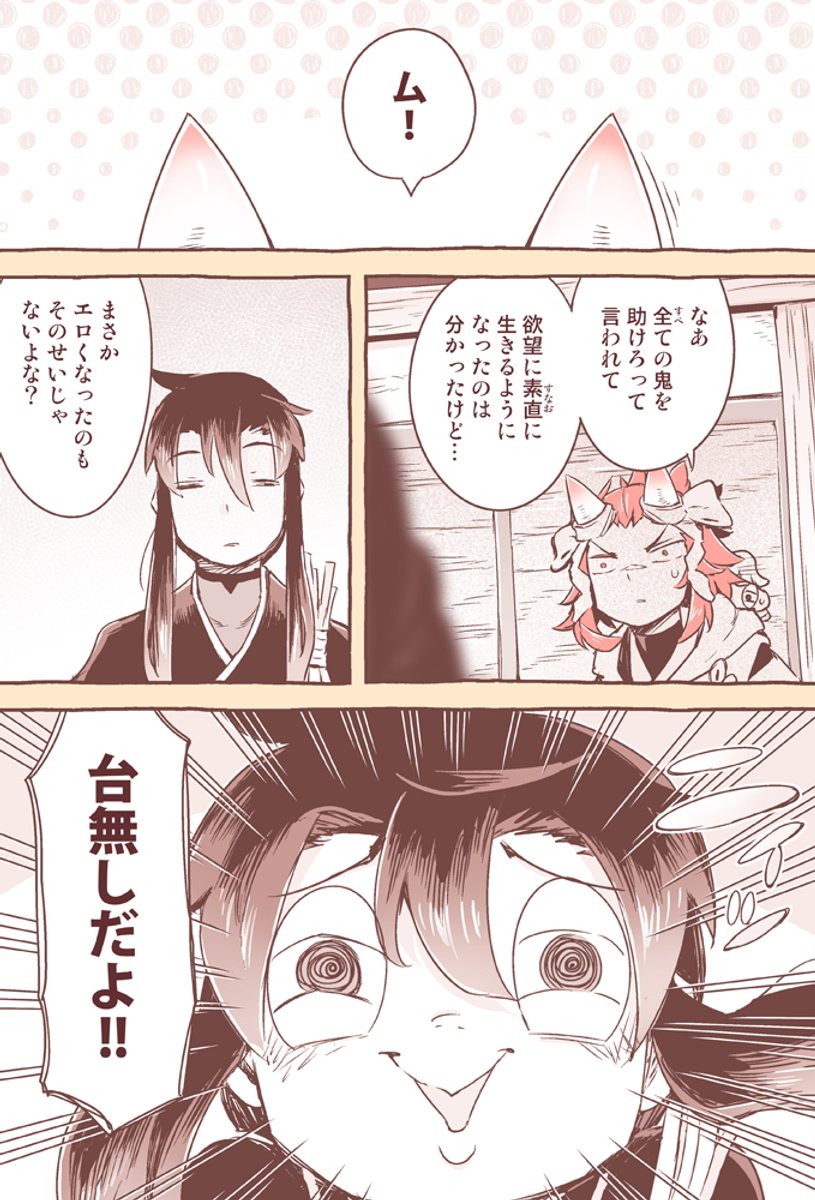 ム!
なあ
全ての鬼を
助けろって
言われて
欲望に素直に
生きるように
なったのは
分かったけど…
まさか
エロくなったのも
そのせいじゃ
ないよな?
台無しだよ!!